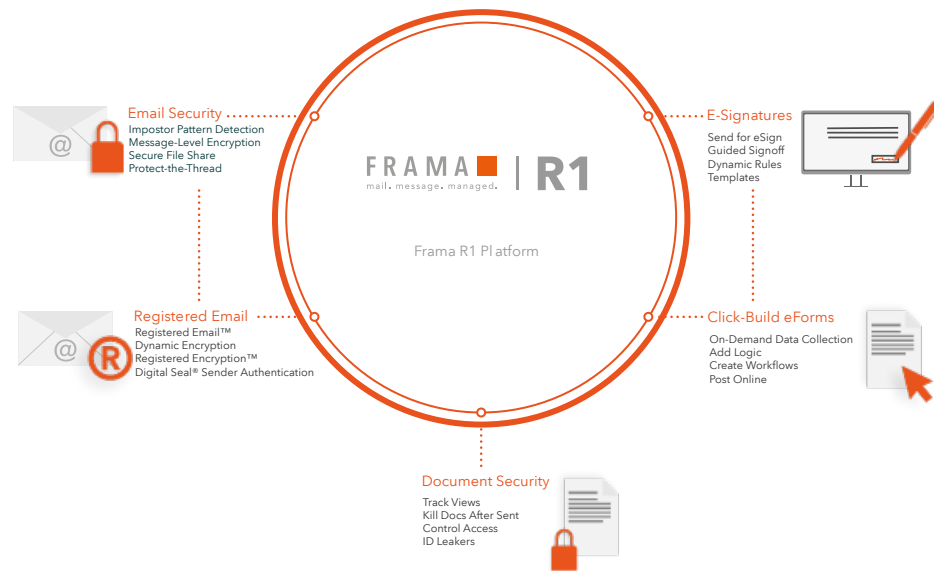 Email Security
Impostor Pattern Detection
Message-Level Encryption
Secure File Share
Protect-the-Thread
@
E-Signatures
Send for eSign
Guided Signoff
Dynamic Rules
Templates
FRAMA | R1
mail. message. managed.
Frama R1 Platform
Registered Email
Registered Email™
Dynamic Encryption
Registered Encryption™
Digital Seal® Sender Authentication
@
R
Click-Build eForms
On-Demand Data Collection
Add Logic
Create Workflows
Post Online
Document Security
Track Views
Kill Docs After Sent
Control Access
ID Leakers